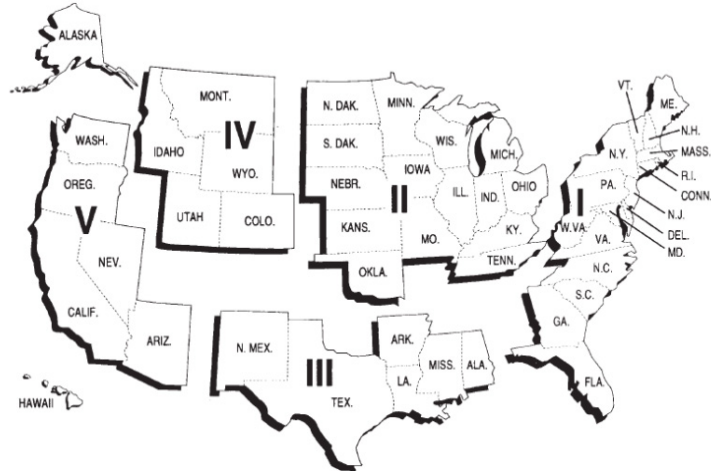 ALASKA
WASH.
OREG.
V
NEV.
CALIF.
ARIZ.
HAWAII
MONT.
IV
IDAHO
WYO.
UTAH
COLO.
N. DAK.
MINN.
S. DAK.
WIS.
MICH.
IOWA
NEBR.
II
ILL.
IND.
OHIO
KANS.
MO.
KY.
OKLA.
TENN.
N. MEX.
III
TEX.
ARK.
LA.
MISS.
ALA.
VT.
ME.
N.H.
MASS.
N.Y.
R.I.
CONN.
PA.
I
N.J.
W.VA.
DEL.
VA.
MD.
N.C.
S.C.
GA.
FLA.